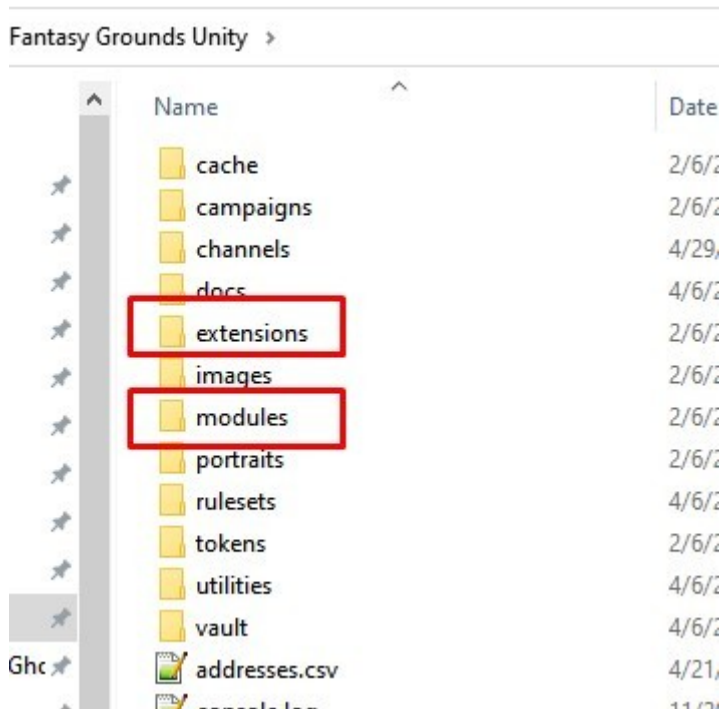 Fantasy Grounds Unity >
Name Date
cache 2/6/2
campaigns 2/6/2
channels 4/29/
docs 4/6/2
extensions 2/6/2
images 2/6/2
modules 2/6/2
portraits 2/6/2
rulesets 4/6/2
tokens 2/6/2
utilities 4/6/2
vault 4/6/2
Ghc addresses.csv 4/21/
console.log